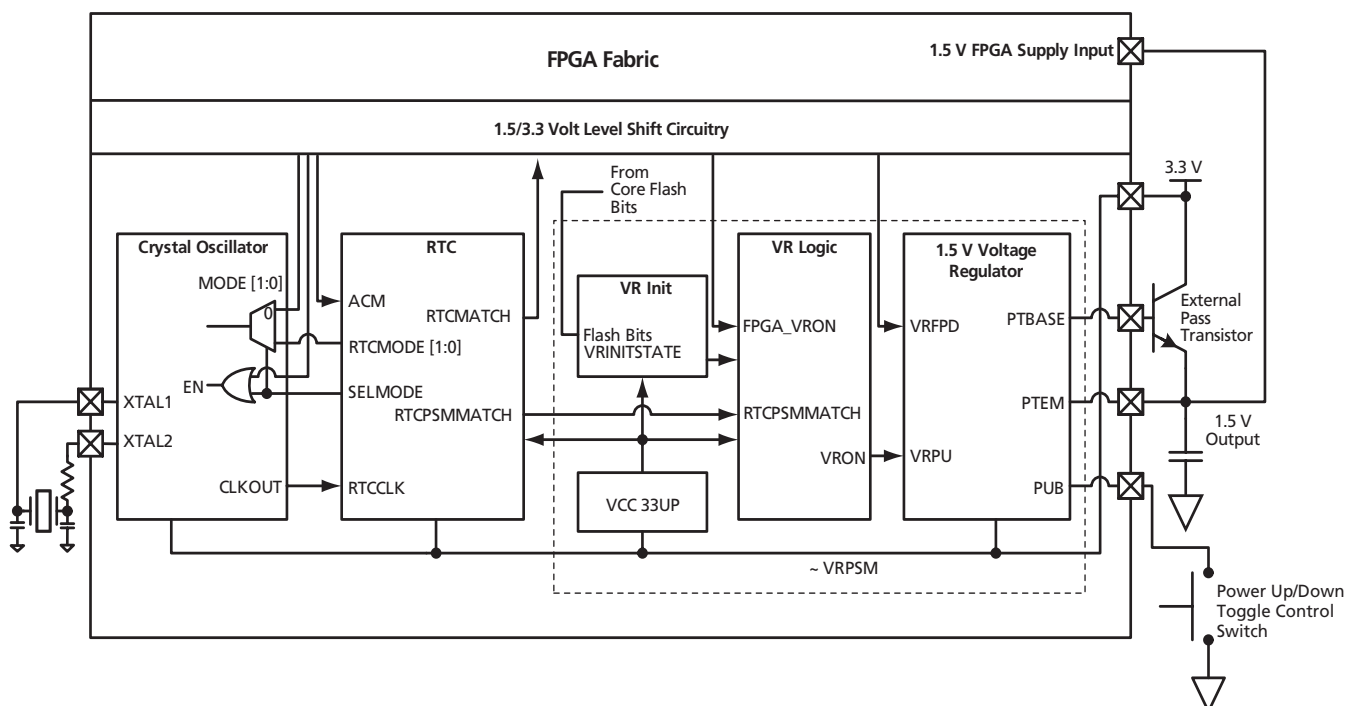 FPGA Fabric
1.5 V FPGA Supply Input
1.5/3.3 Volt Level Shift Circuitry
From
Core Flash
Bits
3.3 V
Crystal Oscillator
MODE [1:0]
0
EN
XTAL1
XTAL2
CLKOUT
RTC
ACM
RTCMATCH
RTCMODE [1:0]
SELMODE
RTCPSMMATCH
RTCCLK
VR Init
Flash Bits
VRINITSTATE
VCC 33UP
VR Logic
FPGA_VRON
RTCPSMMATCH
VRON
1.5 V Voltage
Regulator
VRFPD
PTBASE
PTEM
VRPU
PUB
External
Pass
Transistor
1.5 V
Output
~ VRPSM
Power Up/Down
Toggle Control
Switch